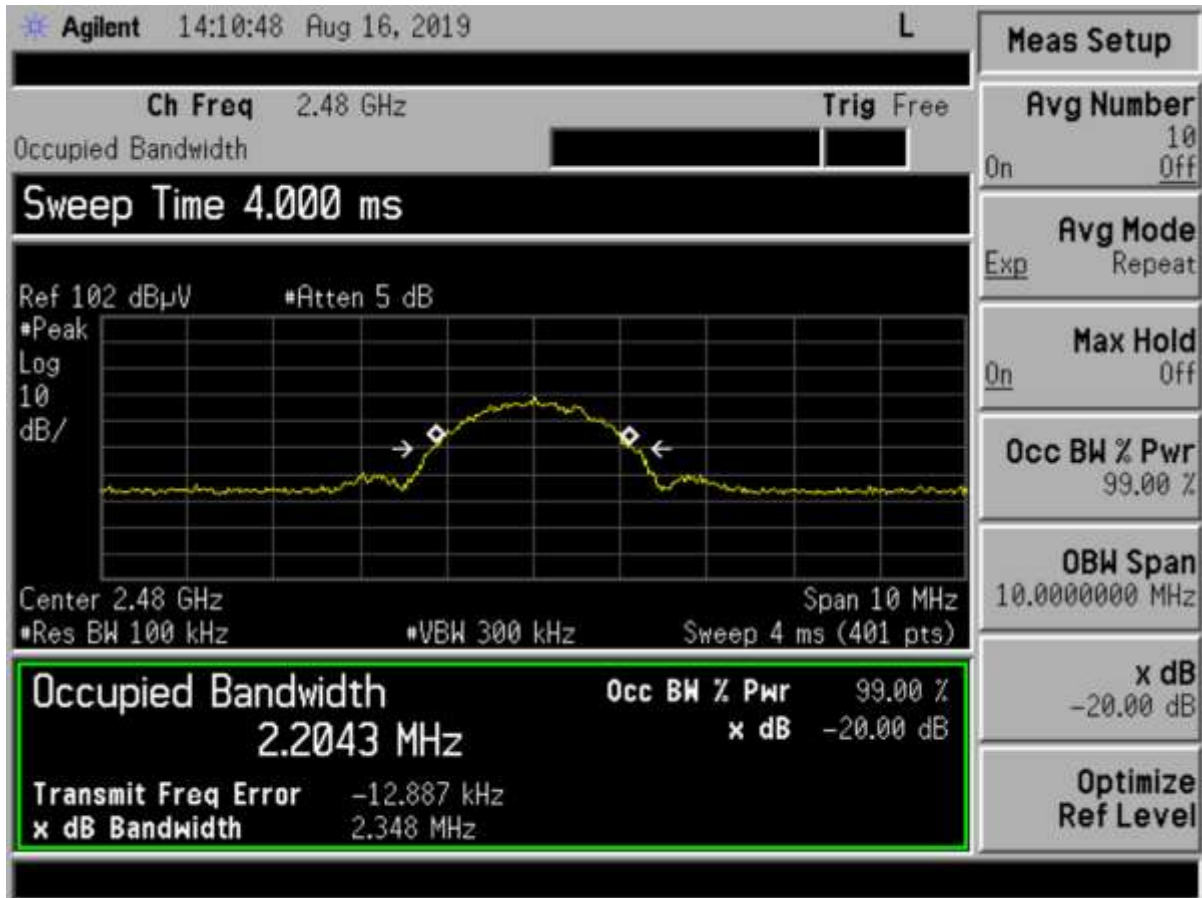 Agilent 14:10:48 Aug 16, 2019 L
Ch Freq 2.48 GHz Trig Free
Occupied Bandwidth
Sweep Time 4.000 ms
Ref 102 dBµV #Atten 5 dB
#Peak
Log
10
dB/
Center 2.48 GHz Span 10 MHz
#Res BW 100 kHz #VBW 300 kHz Sweep 4 ms (401 pts)
Occupied Bandwidth Occ BW % Pwr 99.00 %
2.2043 MHz x dB -20.00 dB
Transmit Freq Error -12.887 kHz
x dB Bandwidth 2.348 MHz
Meas Setup
Avg Number
10
On Off
Avg Mode
Exp Repeat
Max Hold
On Off
Occ BW % Pwr
99.00 %
OBW Span
10.0000000 MHz
x dB
-20.00 dB
Optimize
Ref Level